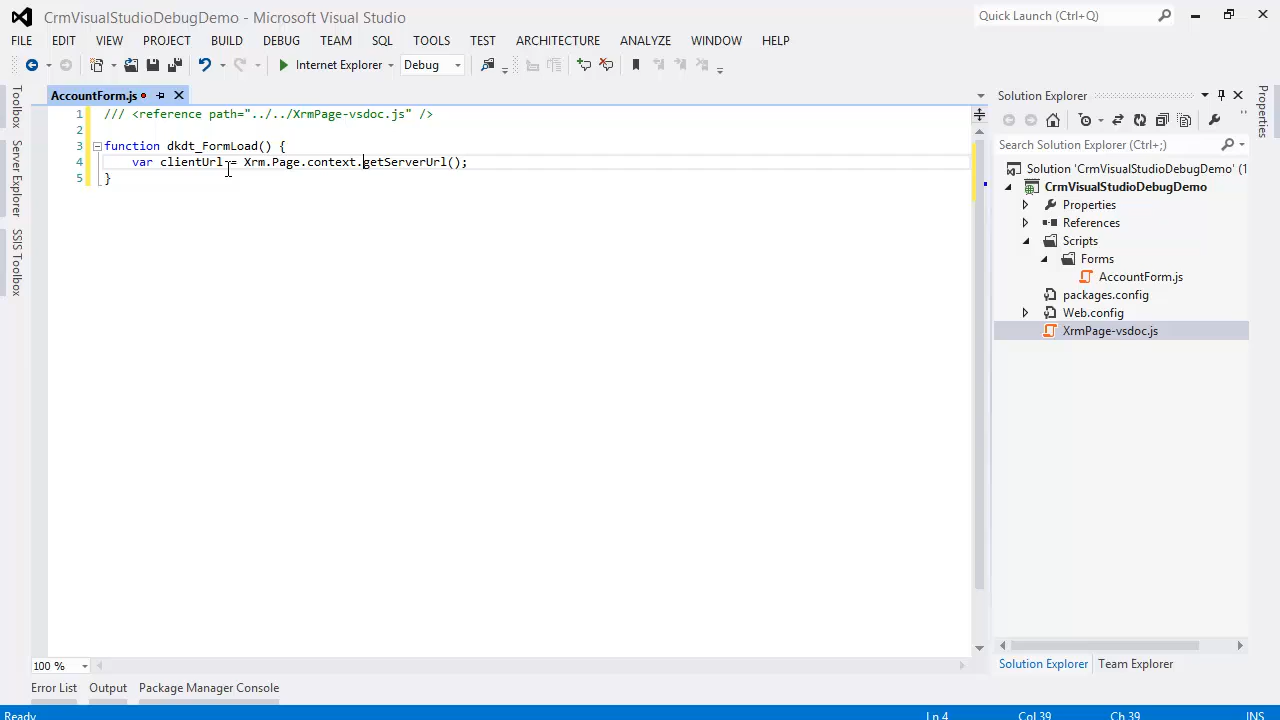 CrmVisualStudioDebugDemo - Microsoft Visual Studio
Quick Launch (Ctrl+Q)
FILE EDIT VIEW PROJECT BUILD DEBUG TEAM SQL TOOLS TEST ARCHITECTURE ANALYZE WINDOW HELP
Internet Explorer Debug
Toolbox
Server Explorer
SSIS Toolbox
AccountForm.js
1 /// <reference path="../../XrmPage-vsdoc.js" />
2
3 function dkdt_FormLoad() {
4 var clientUrl = Xrm.Page.context.getServerUrl();
5 }
100 %
Solution Explorer
Search Solution Explorer (Ctrl+;)
Solution 'CrmVisualStudioDebugDemo' (1
CrmVisualStudioDebugDemo
Properties
References
Scripts
Forms
AccountForm.js
packages.config
Web.config
XrmPage-vsdoc.js
Solution Explorer Team Explorer
Properties
Error List Output Package Manager Console
Ready Ln 4 Col 39 Ch 39 INS